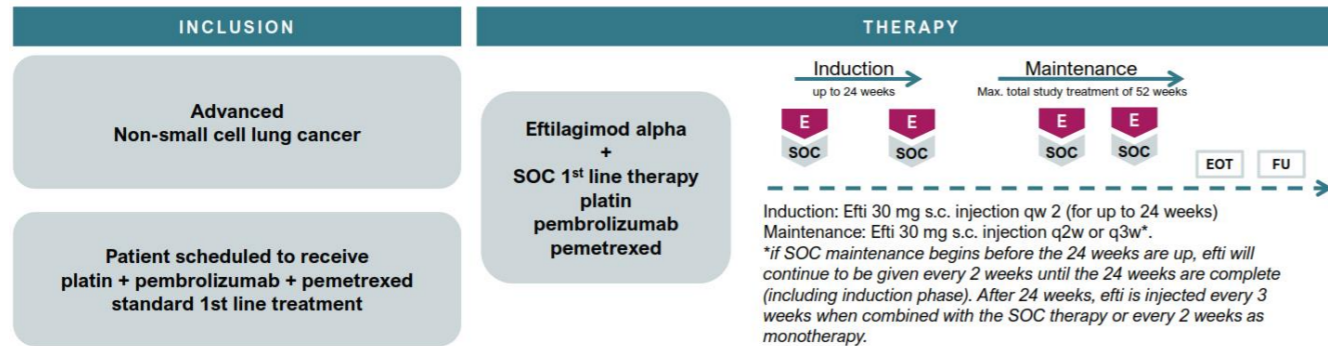 INCLUSION
Advanced
Non-small cell lung cancer
Patient scheduled to receive
platin + pembrolizumab + pemetrexed
standard 1st line treatment
THERAPY
Eftilagimod alpha
+
SOC 1st line therapy
platin
pembrolizumab
pemetrexed
Induction
up to 24 weeks
Maintenance
Max. total study treatment of 52 weeks
E
SOC
E
SOC
E
SOC
E
SOC
EOT
FU
Induction: Efti 30 mg s.c. injection qw 2 (for up to 24 weeks)
Maintenance: Efti 30 mg s.c. injection q2w or q3w*.
*if SOC maintenance begins before the 24 weeks are up, efti will
continue to be given every 2 weeks until the 24 weeks are complete
(including induction phase). After 24 weeks, efti is injected every 3
weeks when combined with the SOC therapy or every 2 weeks as
monotherapy.